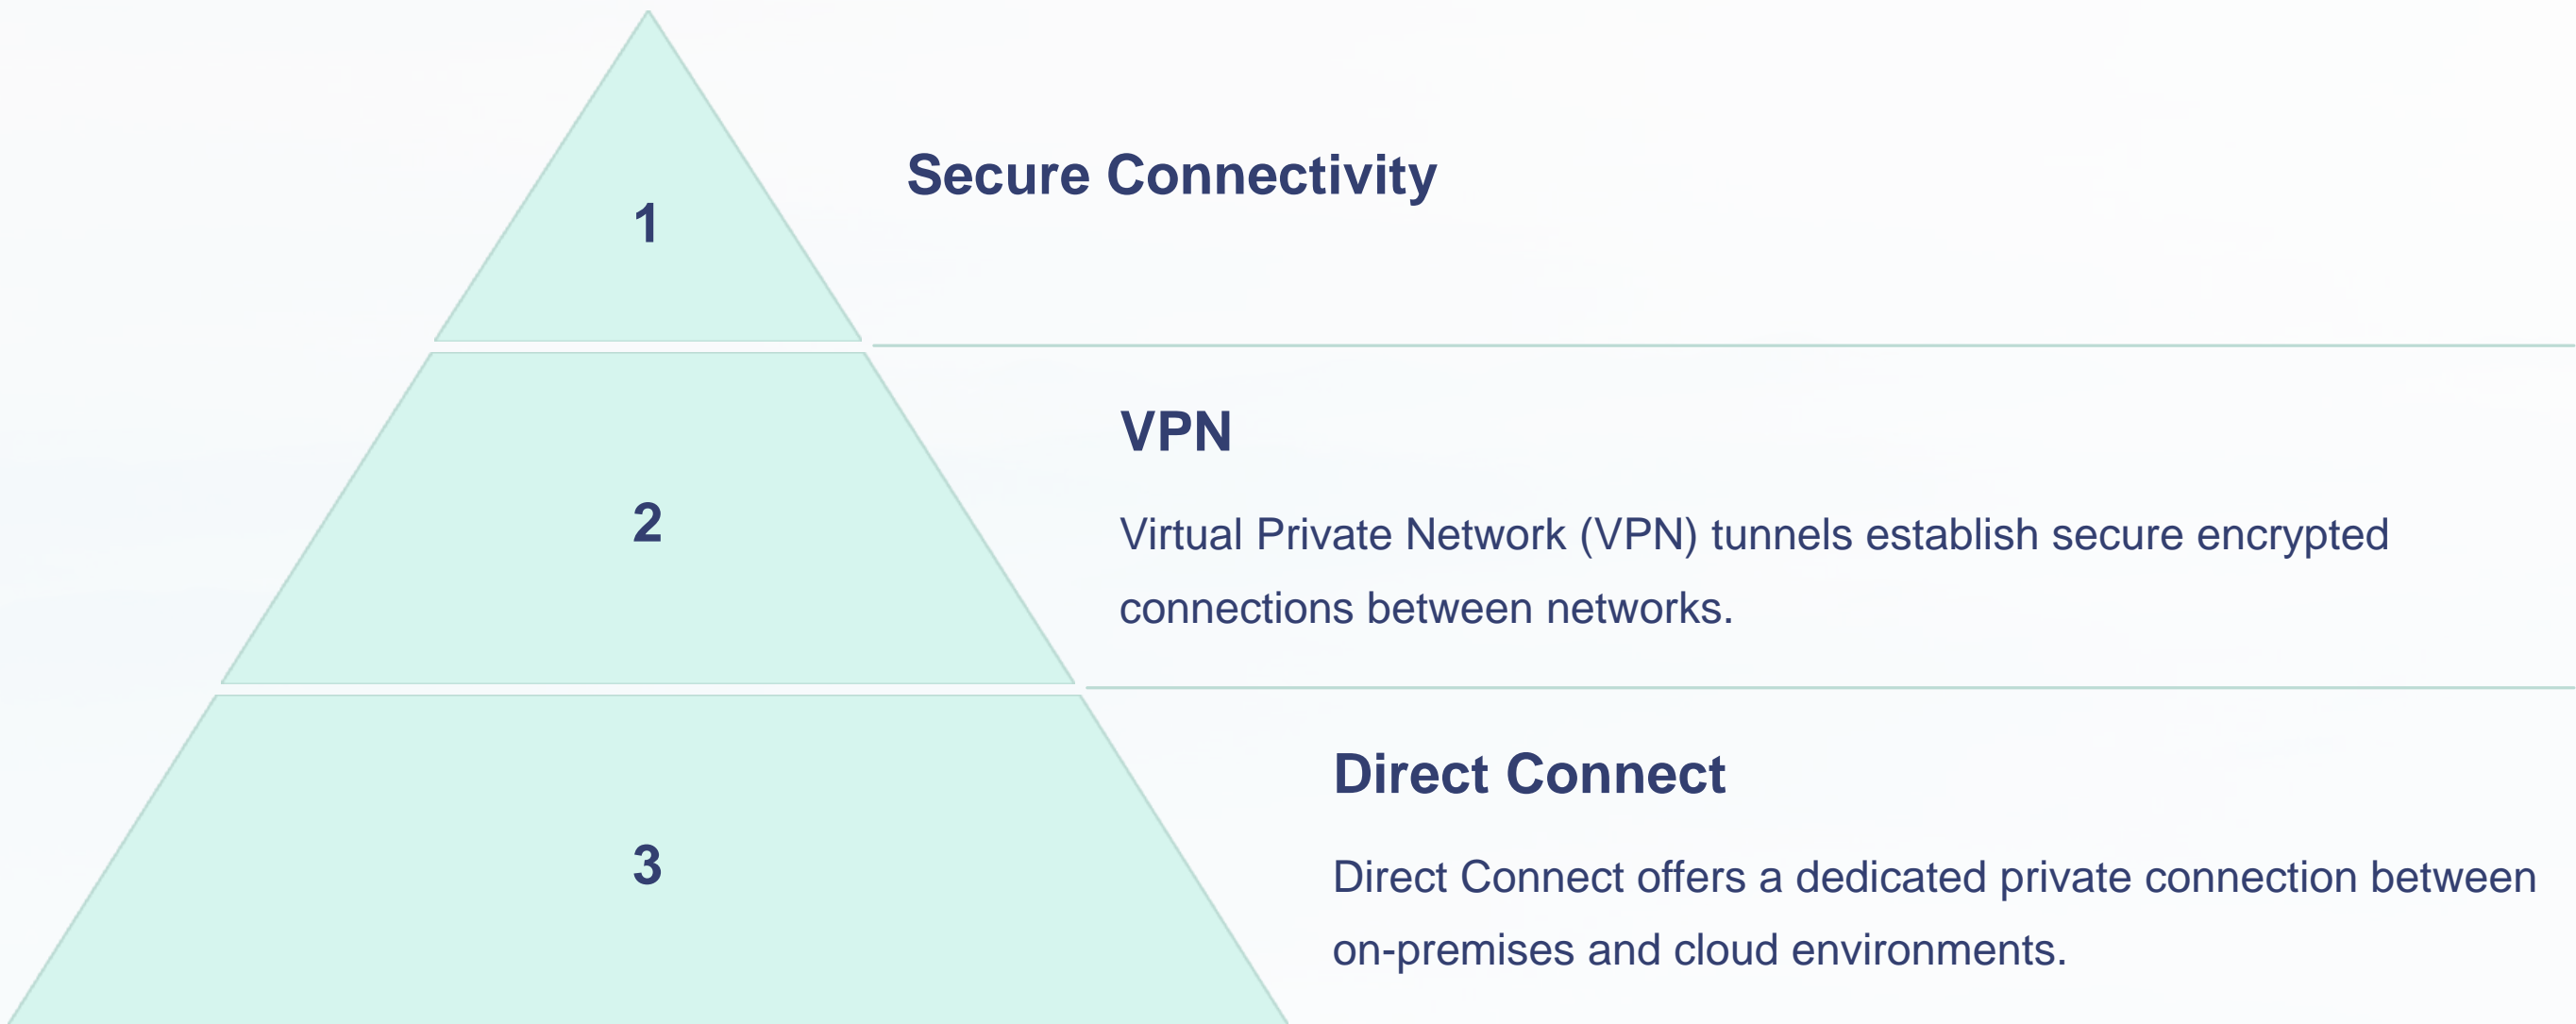 1
Secure Connectivity
2
VPN
Virtual Private Network (VPN) tunnels establish secure encrypted
connections between networks.
3
Direct Connect
Direct Connect offers a dedicated private connection between
on-premises and cloud environments.